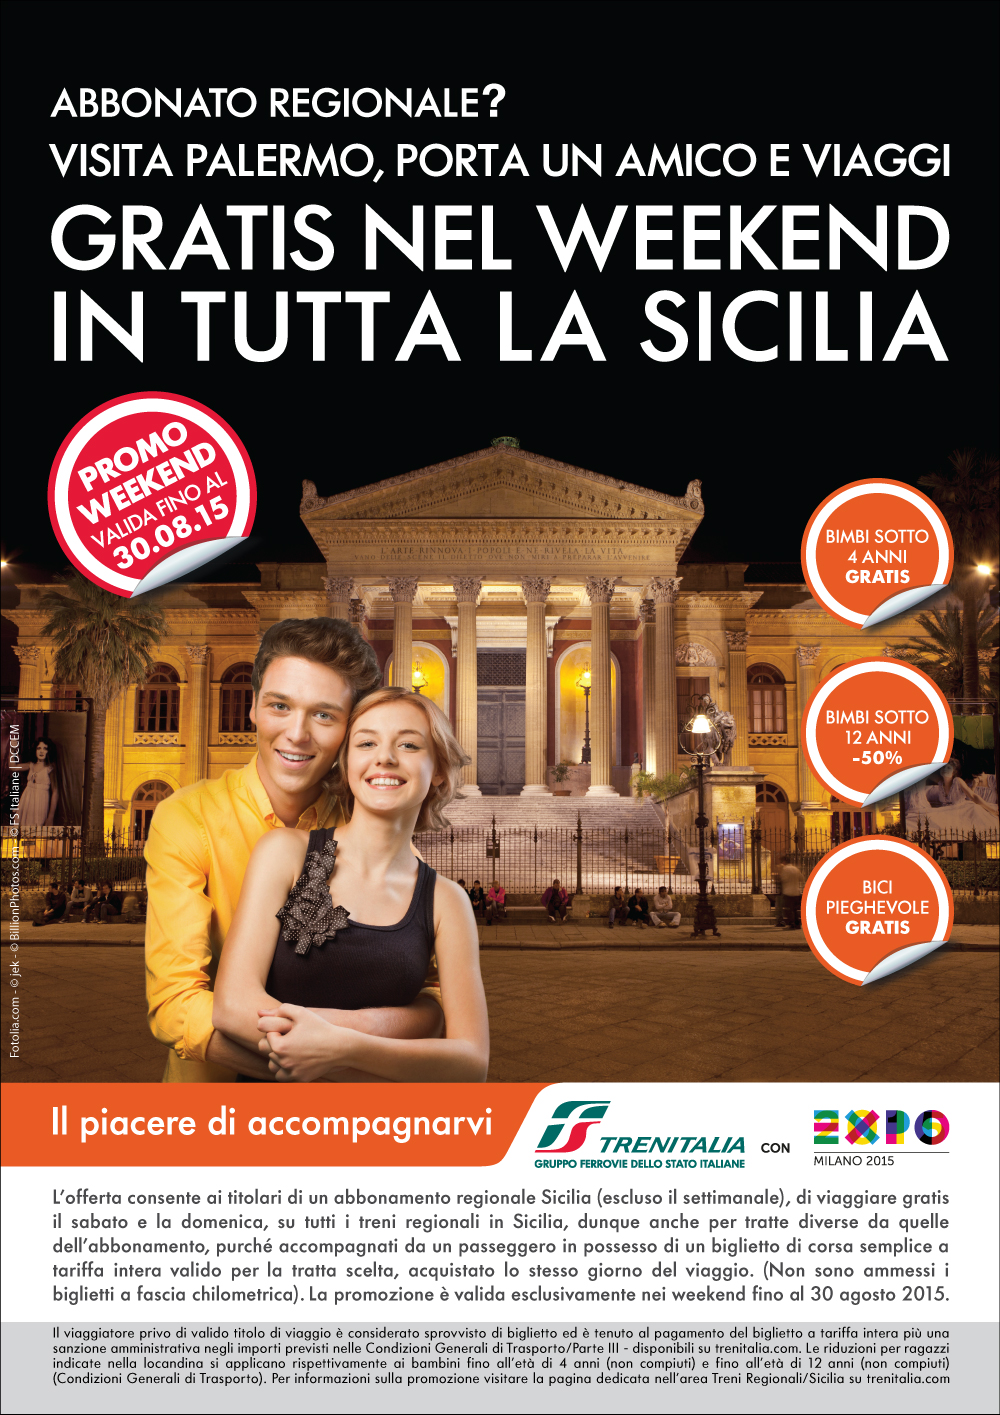 ABBONATO REGIONALE?
VISITA PALERMO, PORTA UN AMICO E VIAGGI
GRATIS NEL WEEKEND
IN TUTTA LA SICILIA
PROMO
WEEKEND
VALIDA FINO AL
30.08.15
L'ARTE RINNOVA I POPOLI E NE RIVELA LA VITA
BIMBI SOTTO
4 ANNI
GRATIS
BIMBI SOTTO
12 ANNI
-50%
BICI
PIEGHEVOLE
GRATIS
Fotolia.com - © jek - © BillionPhotos.com - © FS Italiane | DCCEM
Il piacere di accompagnarvi
TRENITALIA
GRUPPO FERROVIE DELLO STATO ITALIANE
CON
EXPO
MILANO 2015
L'offerta consente ai titolari di un abbonamento regionale Sicilia (escluso il settimanale), di viaggiare gratis
il sabato e la domenica, su tutti i treni regionali in Sicilia, dunque anche per tratte diverse da quelle
dell'abbonamento, purché accompagnati da un passeggero in possesso di un biglietto di corsa semplice a
tariffa intera valido per la tratta scelta, acquistato lo stesso giorno del viaggio. (Non sono ammessi i
biglietti a fascia chilometrica). La promozione è valida esclusivamente nei weekend fino al 30 agosto 2015.
Il viaggiatore privo di valido titolo di viaggio è considerato sprovvisto di biglietto ed è tenuto al pagamento del biglietto a tariffa intera più una
sanzione amministrativa negli importi previsti nelle Condizioni Generali di Trasporto/Parte III - disponibili su trenitalia.com. Le riduzioni per ragazzi
indicate nella locandina si applicano rispettivamente ai bambini fino all'età di 4 anni (non compiuti) e fino all'età di 12 anni (non compiuti)
(Condizioni Generali di Trasporto). Per informazioni sulla promozione visitare la pagina dedicata nell'area Treni Regionali/Sicilia su trenitalia.com